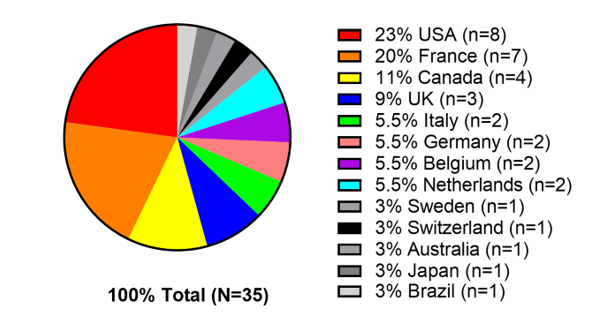 23% USA (n=8)
20% France (n=7)
11% Canada (n=4)
9% UK (n=3)
5.5% Italy (n=2)
5.5% Germany (n=2)
5.5% Belgium (n=2)
5.5% Netherlands (n=2)
3% Sweden (n=1)
3% Switzerland (n=1)
3% Australia (n=1)
3% Japan (n=1)
3% Brazil (n=1)
100% Total (N=35)